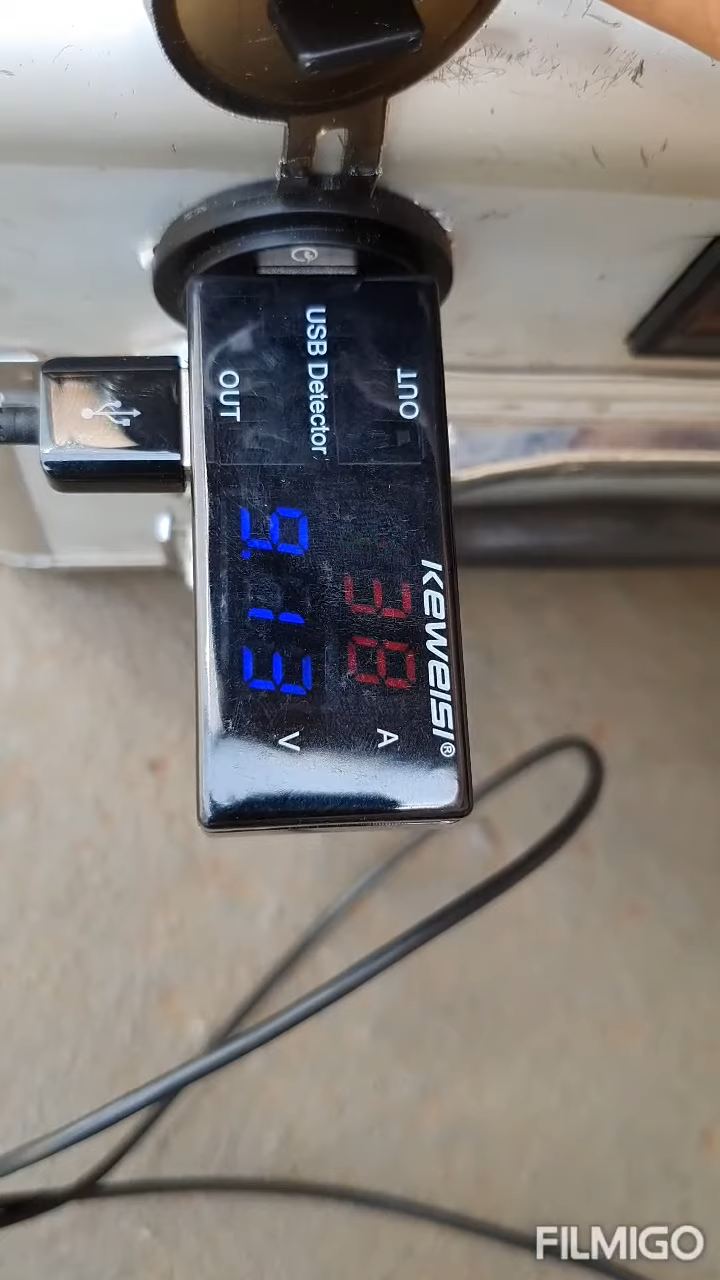 KEWEISI®
38 A
9.13 V
OUT
USB Detector
OUT
FILMIGO